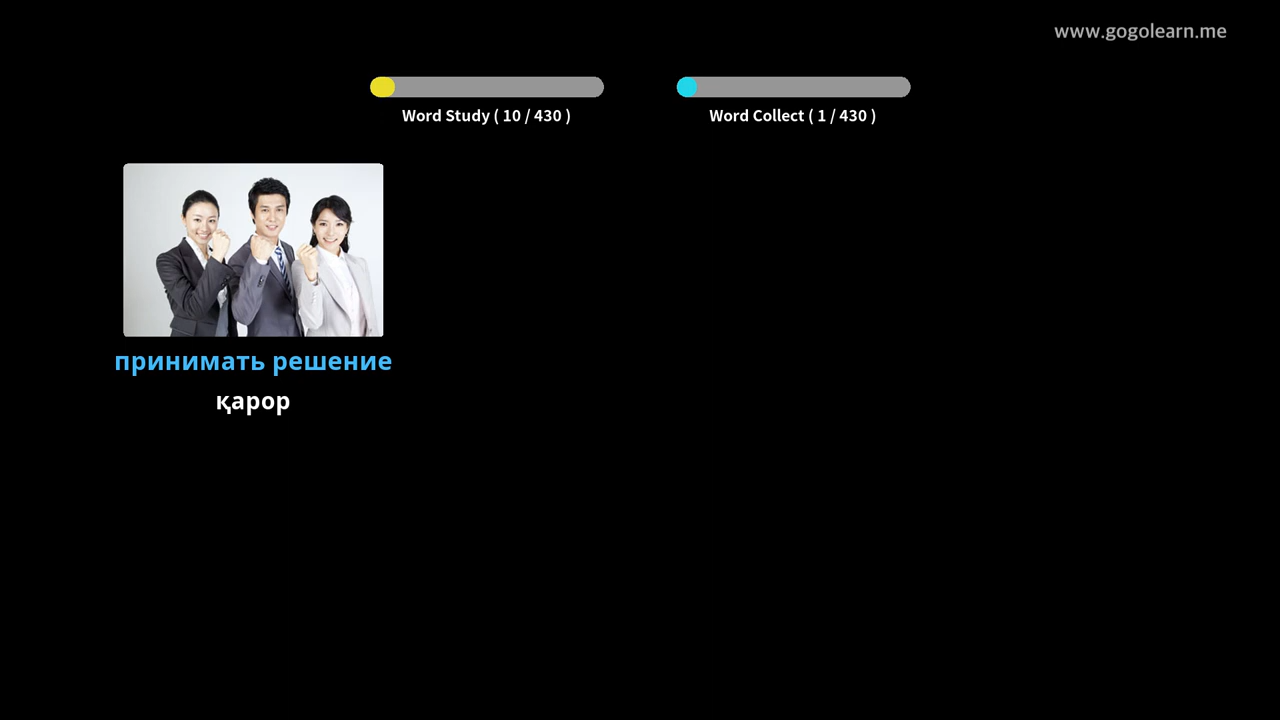 www.gogolearn.me
Word Study ( 10 / 430 )
Word Collect ( 1 / 430 )
принимать решение
қарор